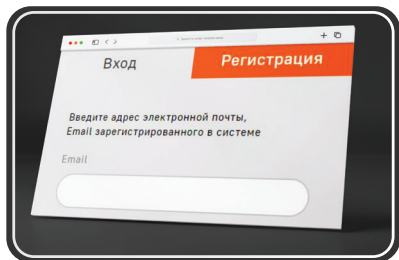 Вход
Регистрация
Введите адрес электронной почты,
Email зарегистрированного в системе
Email